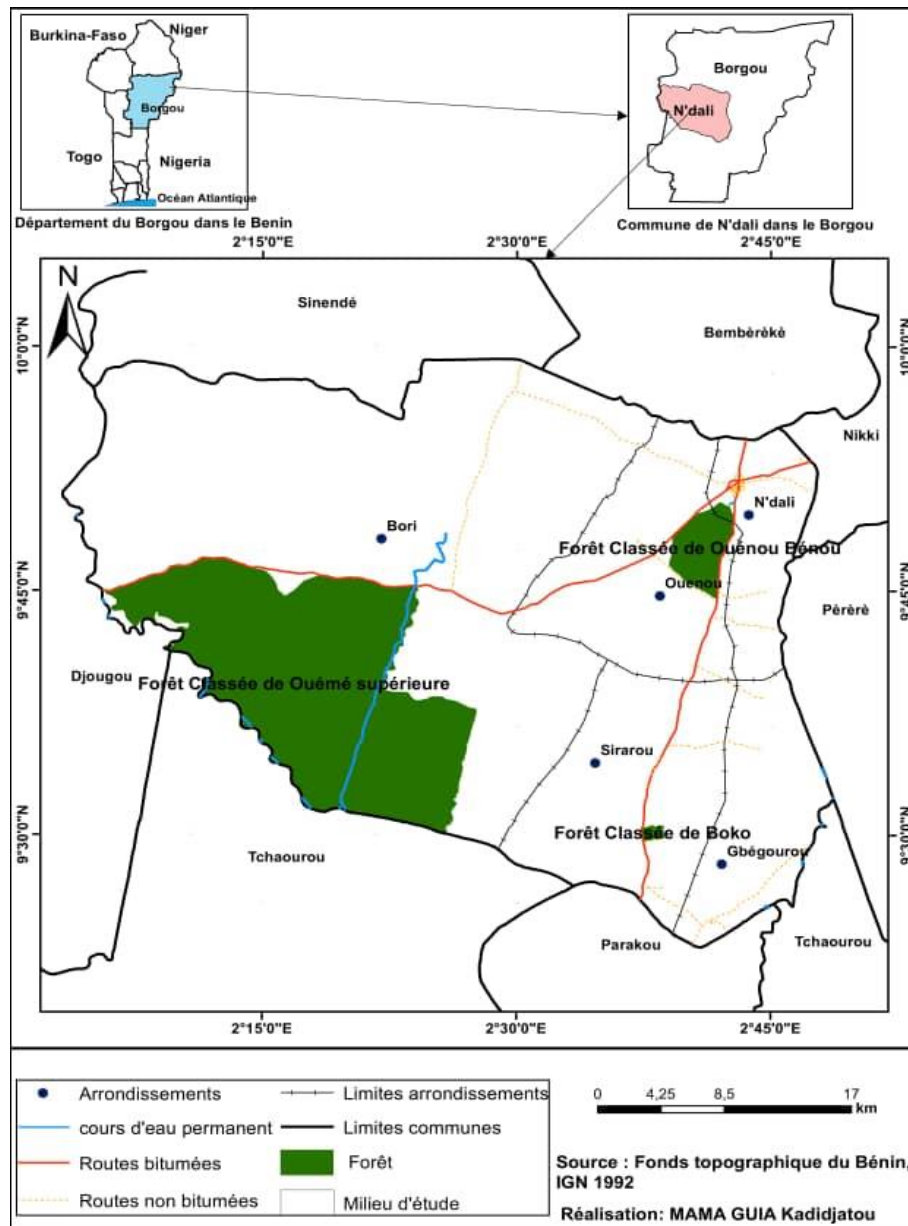 Burkina-Faso
Niger
Borgou
Togo
Nigeria
Océan Atlantique
Département du Borgou dans le Benin
Borgou
N'dali
Commune de N'dali dans le Borgou
2°15'0"E
2°30'0"E
2°45'0"E
N
Sinendé
Bembèrèkè
10°0'0"N
10°0'0"N
Nikki
N'dali
Bori
Forêt Classée de Ouénou Bénou
Ouenou
9°45'0"N
9°45'0"N
Pèrèrè
Djougou
Forêt Classée de Ouémé supérieure
Sirarou
Forêt Classée de Boko
9°30'0"N
9°30'0"N
Gbégourou
Tchaourou
Parakou
Tchaourou
2°15'0"E
2°30'0"E
2°45'0"E
Arrondissements
Limites arrondissements
cours d'eau permanent
Limites communes
Routes bitumées
Forêt
Routes non bitumées
Milieu d'étude
0 4,25 8,5 17
km
Source : Fonds topographique du Bénin,
IGN 1992
Réalisation: MAMA GUIA Kadidjatou